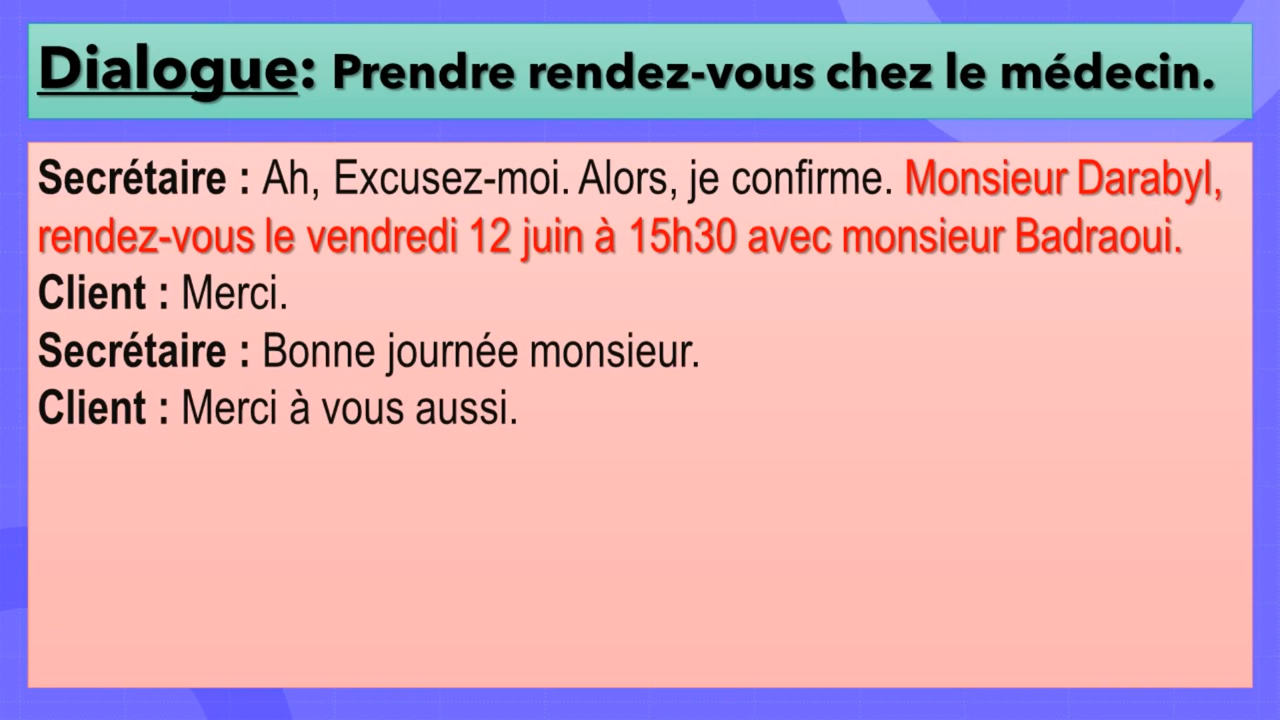 Dialogue: Prendre rendez-vous chez le médecin.
Secrétaire : Ah, Excusez-moi. Alors, je confirme. Monsieur Darabyl,
rendez-vous le vendredi 12 juin à 15h30 avec monsieur Badraoui.
Client : Merci.
Secrétaire : Bonne journée monsieur.
Client : Merci à vous aussi.